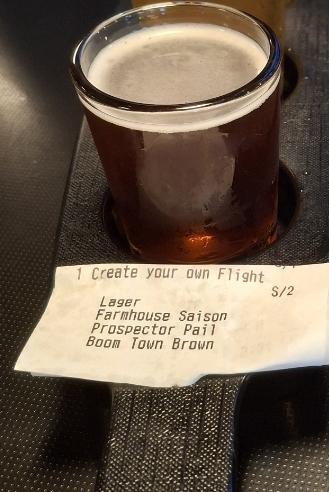 1 Create your own Flight
S/2
Lager
Farmhouse Saison
Prospector Pail
Boom Town Brown